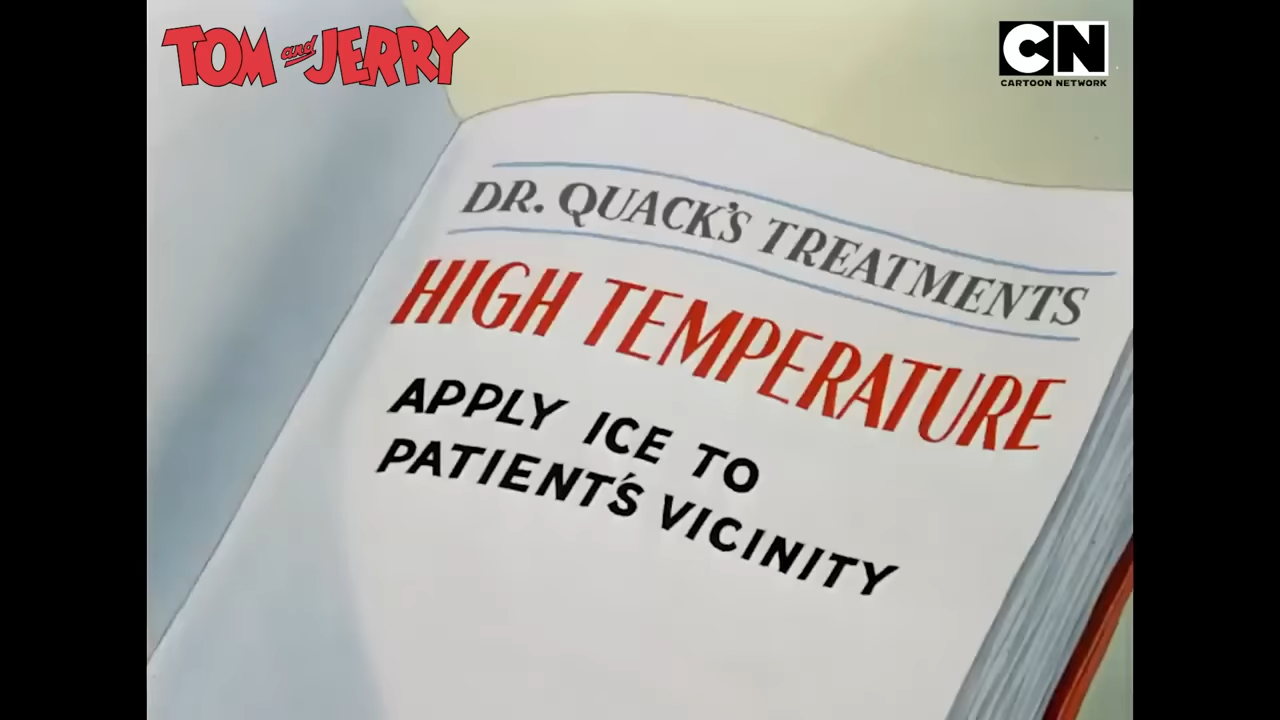 TOM and JERRY
CN
CARTOON NETWORK
DR. QUACK'S TREATMENTS
HIGH TEMPERATURE
APPLY ICE TO
PATIENT'S VICINITY